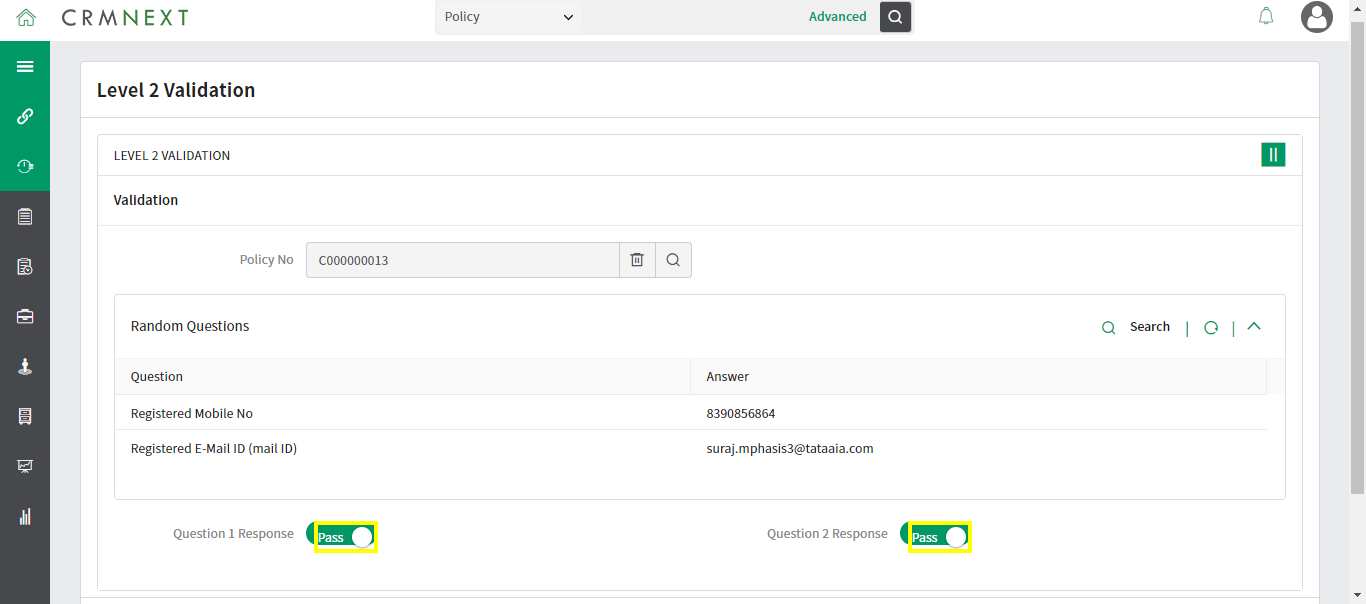 CRMNEXT Policy Advanced
Level 2 Validation
LEVEL 2 VALIDATION
Validation
Policy No C000000013
Random Questions Search
Question Answer
Registered Mobile No 8390856864
Registered E-Mail ID (mail ID) suraj.mphasis3@tataaia.com
Question 1 Response Pass Question 2 Response Pass